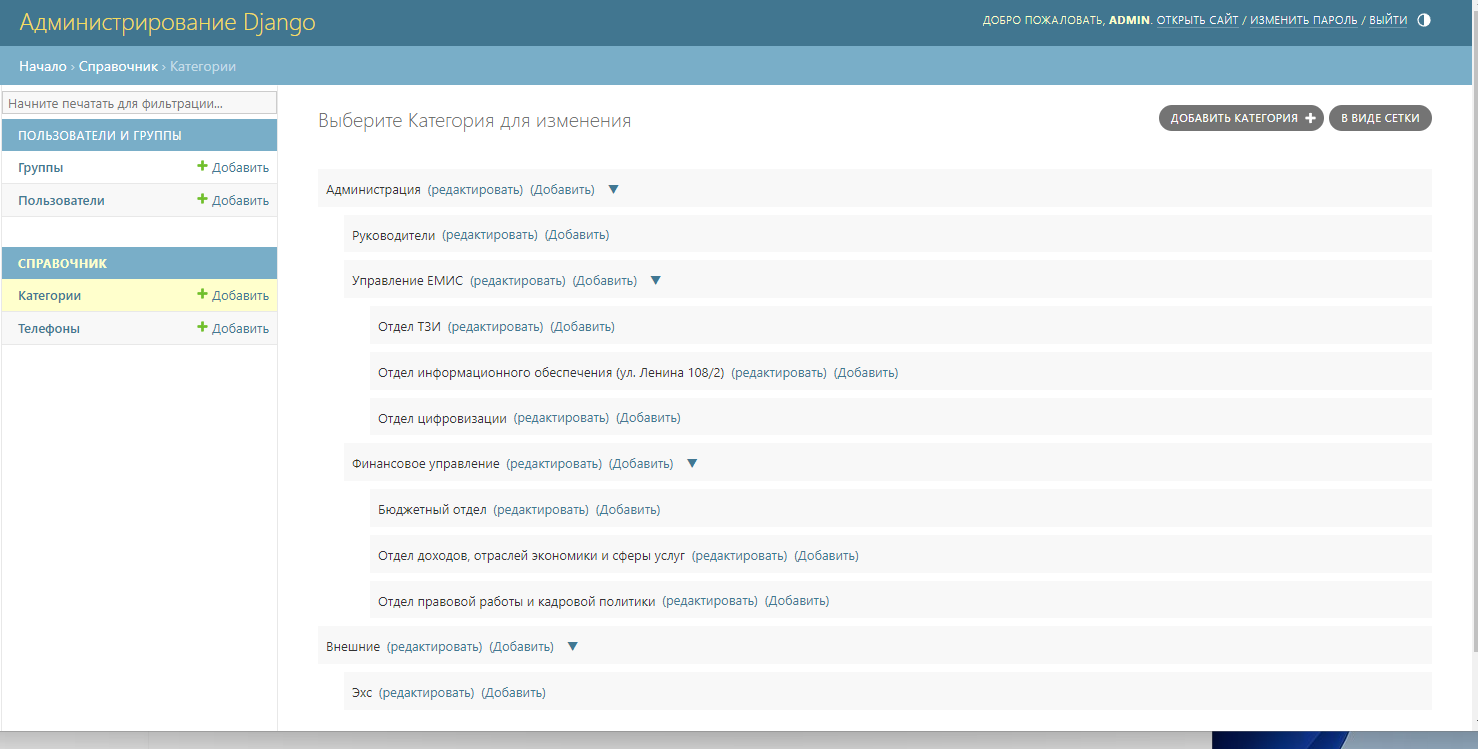 Администрирование Django
ДОБРО ПОЖАЛОВАТЬ, ADMIN. ОТКРЫТЬ САЙТ / ИЗМЕНИТЬ ПАРОЛЬ / ВЫЙТИ
Начало › Справочник › Категории
Начните печатать для фильтрации...
ПОЛЬЗОВАТЕЛИ И ГРУППЫ
Группы + Добавить
Пользователи + Добавить
СПРАВОЧНИК
Категории + Добавить
Телефоны + Добавить
Выберите Категория для изменения
ДОБАВИТЬ КАТЕГОРИЯ +
В ВИДЕ СЕТКИ
Администрация (редактировать) (Добавить) ▼
Руководители (редактировать) (Добавить)
Управление ЕМИС (редактировать) (Добавить) ▼
Отдел ТЗИ (редактировать) (Добавить)
Отдел информационного обеспечения (ул. Ленина 108/2) (редактировать) (Добавить)
Отдел цифровизации (редактировать) (Добавить)
Финансовое управление (редактировать) (Добавить) ▼
Бюджетный отдел (редактировать) (Добавить)
Отдел доходов, отраслей экономики и сферы услуг (редактировать) (Добавить)
Отдел правовой работы и кадровой политики (редактировать) (Добавить)
Внешние (редактировать) (Добавить) ▼
Эхс (редактировать) (Добавить)